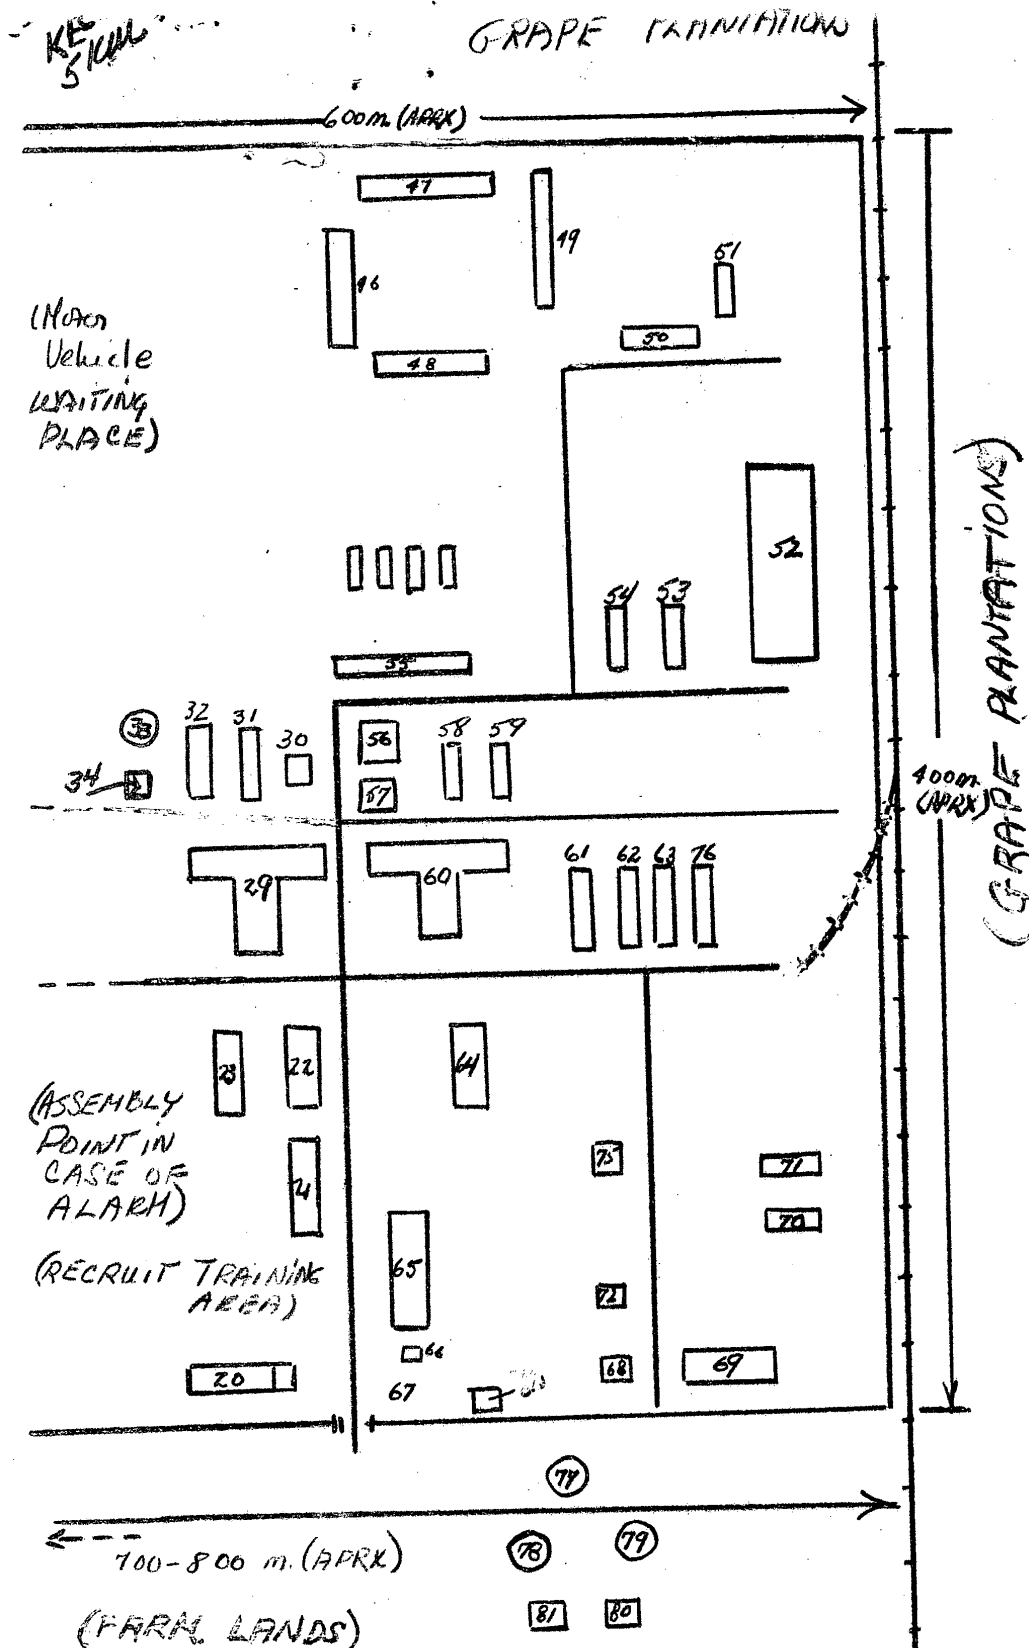 GRAPE PLANTATION
5 KM
600m. (APRX)
47
49
46
51
50
48
(Motor
Vehicle
WAITING
PLACE)
52
54 53
55
33 32 31 30
34
56 58 59
57
400m.
(APRX)
(GRAPE PLANTATIONS)
29 60 61 62 63 76
23 22 64
(ASSEMBLY
POINT IN
CASE OF
ALARM)
75 71
70
65
(RECRUIT TRAINING
AREA)
72
66
20 67 68 69
77
700-800 m. (APRX)
78 79
81 80
(FARM LANDS)